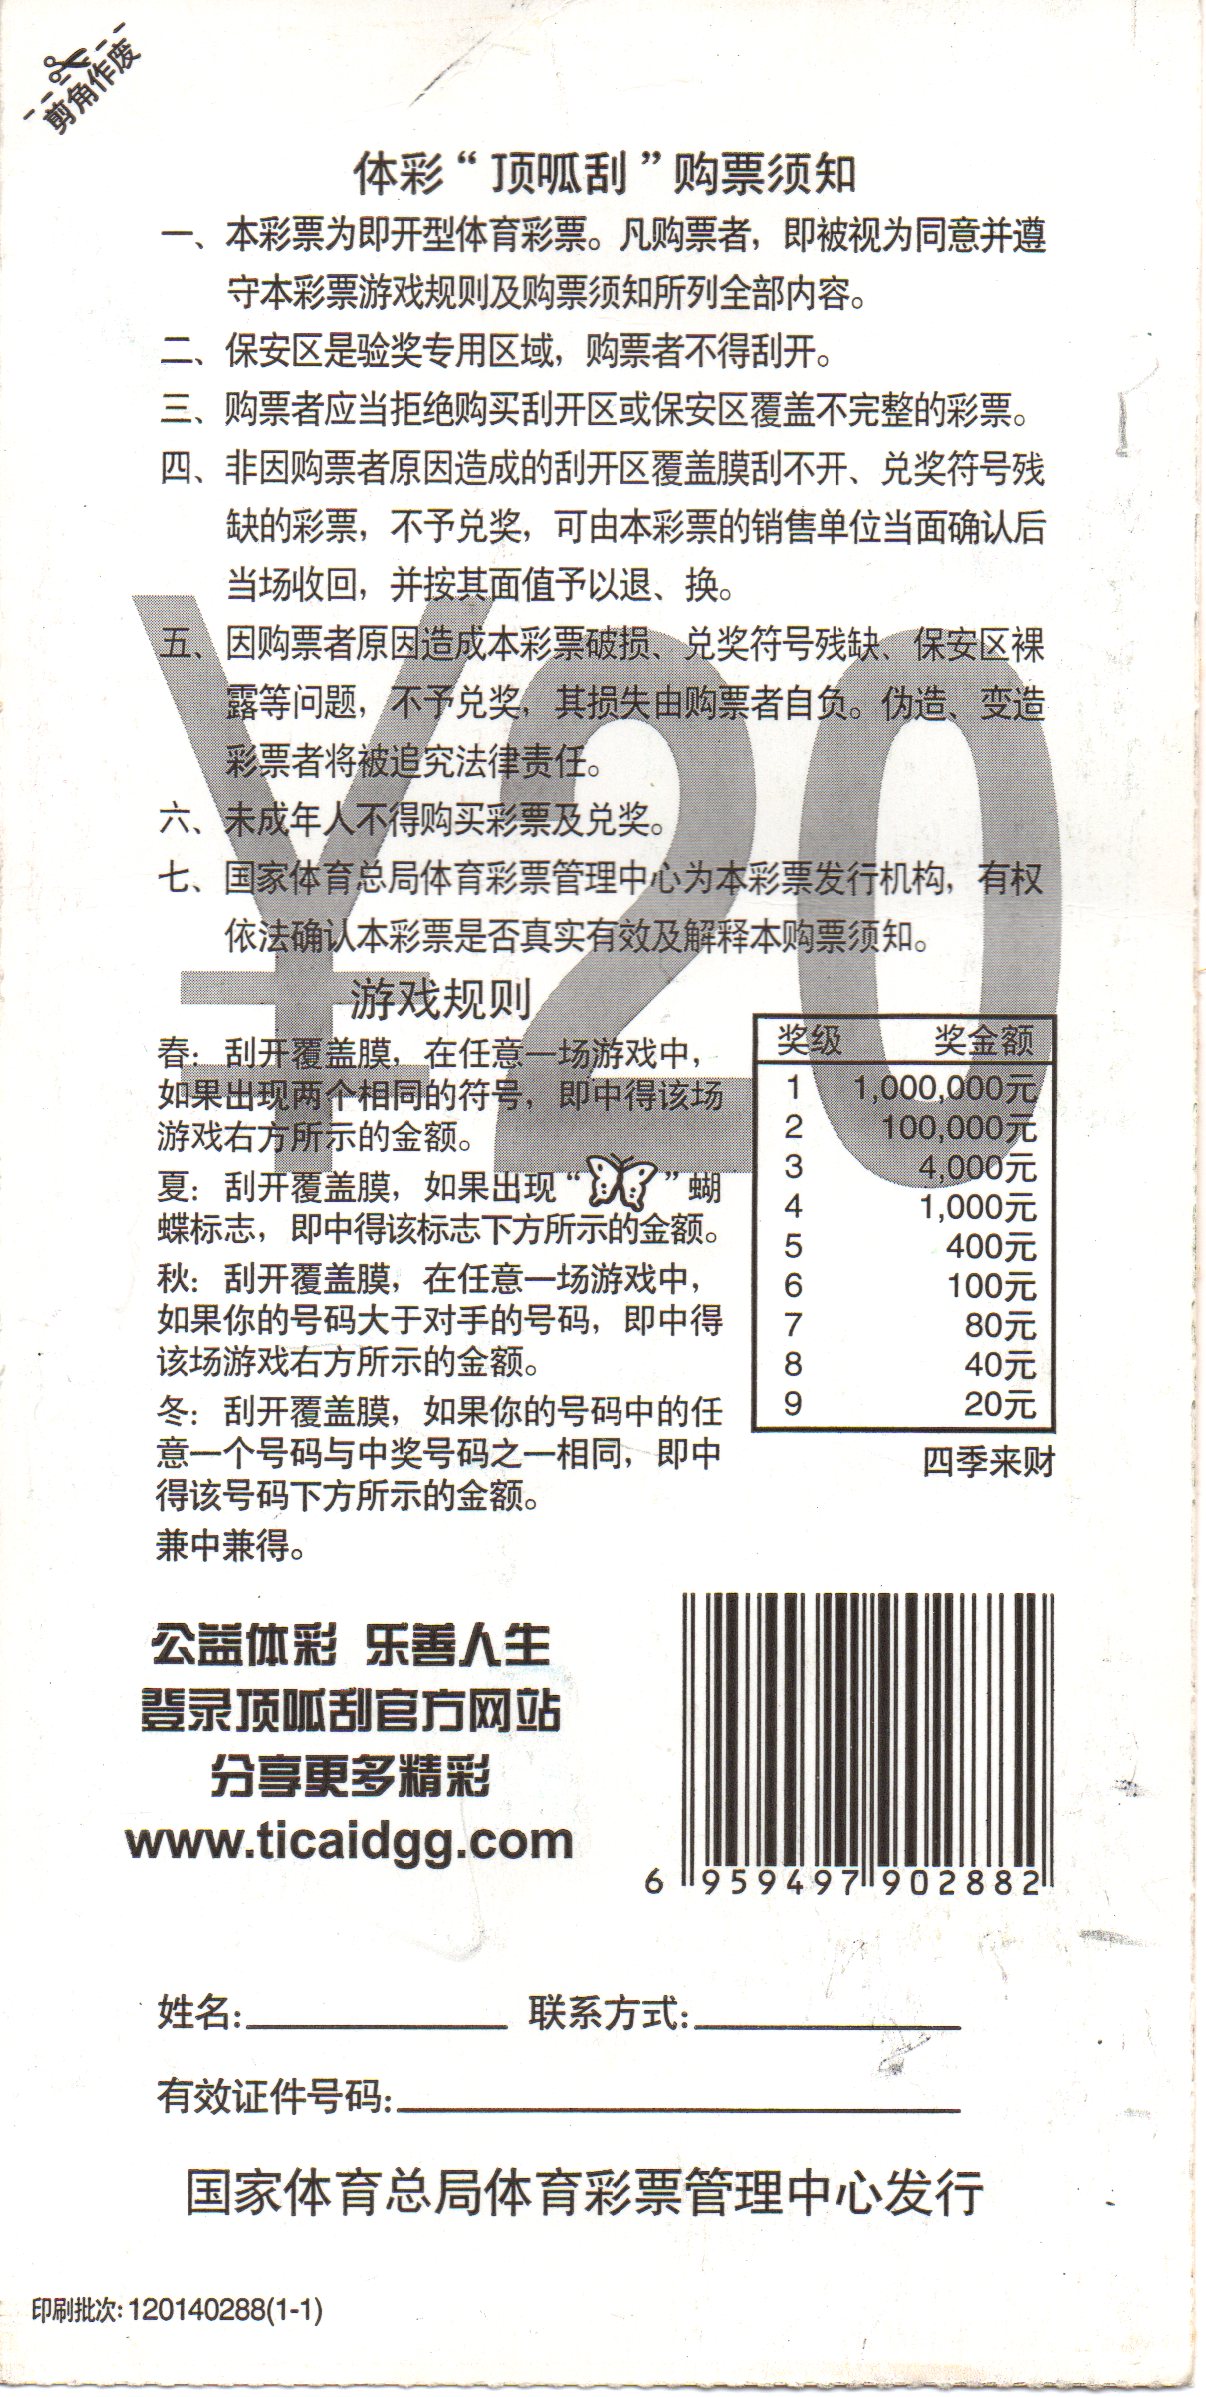 剪角作废
体彩“顶呱刮”购票须知
一、本彩票为即开型体育彩票。凡购票者，即被视为同意并遵
守本彩票游戏规则及购票须知所列全部内容。
二、保安区是验奖专用区域，购票者不得刮开。
三、购票者应当拒绝购买刮开区或保安区覆盖不完整的彩票。
四、非因购票者原因造成的刮开区覆盖膜刮不开、兑奖符号残
缺的彩票，不予兑奖，可由本彩票的销售单位当面确认后
当场收回，并按其面值予以退、换。
五、因购票者原因造成本彩票破损、兑奖符号残缺、保安区裸
露等问题，不予兑奖，其损失由购票者自负。伪造、变造
彩票者将被追究法律责任。
六、未成年人不得购买彩票及兑奖。
七、国家体育总局体育彩票管理中心为本彩票发行机构，有权
依法确认本彩票是否真实有效及解释本购票须知。
¥20
游戏规则
春：刮开覆盖膜，在任意一场游戏中，
如果出现两个相同的符号，即中得该场
游戏右方所示的金额。
夏：刮开覆盖膜，如果出现“ ”蝴
蝶标志，即中得该标志下方所示的金额。
秋：刮开覆盖膜，在任意一场游戏中，
如果你的号码大于对手的号码，即中得
该场游戏右方所示的金额。
冬：刮开覆盖膜，如果你的号码中的任
意一个号码与中奖号码之一相同，即中
得该号码下方所示的金额。
兼中兼得。
奖级 奖金额
1 1,000,000元
2 100,000元
3 4,000元
4 1,000元
5 400元
6 100元
7 80元
8 40元
9 20元
四季来财
公益体彩 乐善人生
登录顶呱刮官方网站
分享更多精彩
www.ticaidgg.com
6 959497 902882
姓名: 联系方式:
有效证件号码:
国家体育总局体育彩票管理中心发行
印刷批次: 120140288(1-1)